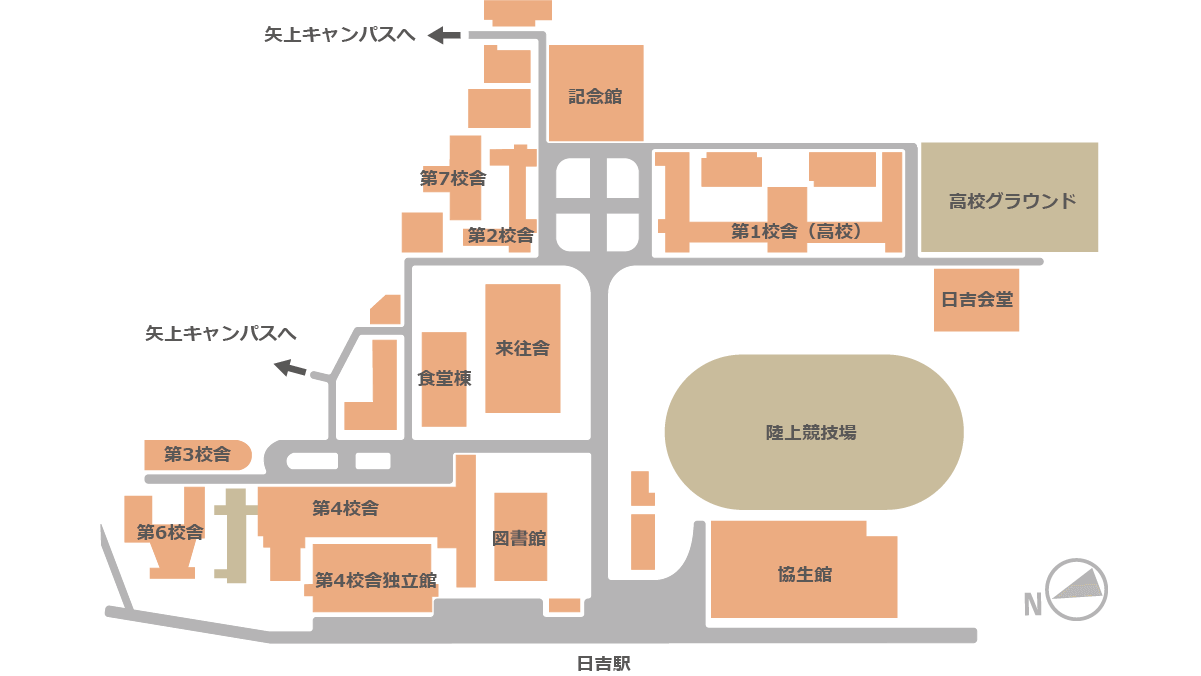 矢上キャンパスへ
記念館
第7校舎
高校グラウンド
第2校舎
第1校舎（高校）
日吉会堂
矢上キャンパスへ
来往舎
食堂棟
陸上競技場
第3校舎
第4校舎
第6校舎
図書館
第4校舎独立館
協生館
N
日吉駅